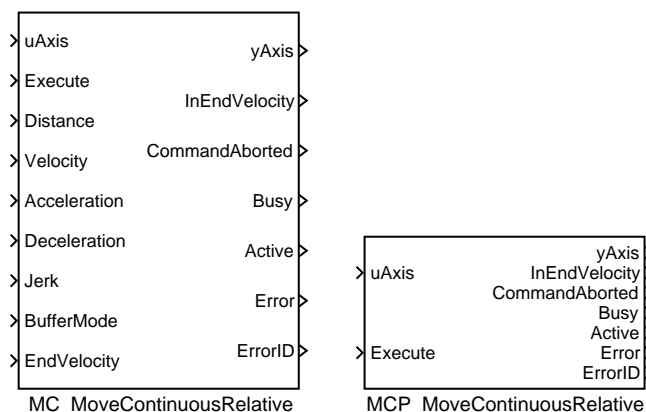 uAxis
Execute
Distance
Velocity
Acceleration
Deceleration
Jerk
BufferMode
EndVelocity
yAxis
InEndVelocity
CommandAborted
Busy
Active
Error
ErrorID
MC_MoveContinuousRelative
uAxis
Execute
yAxis
InEndVelocity
CommandAborted
Busy
Active
Error
ErrorID
MCP_MoveContinuousRelative